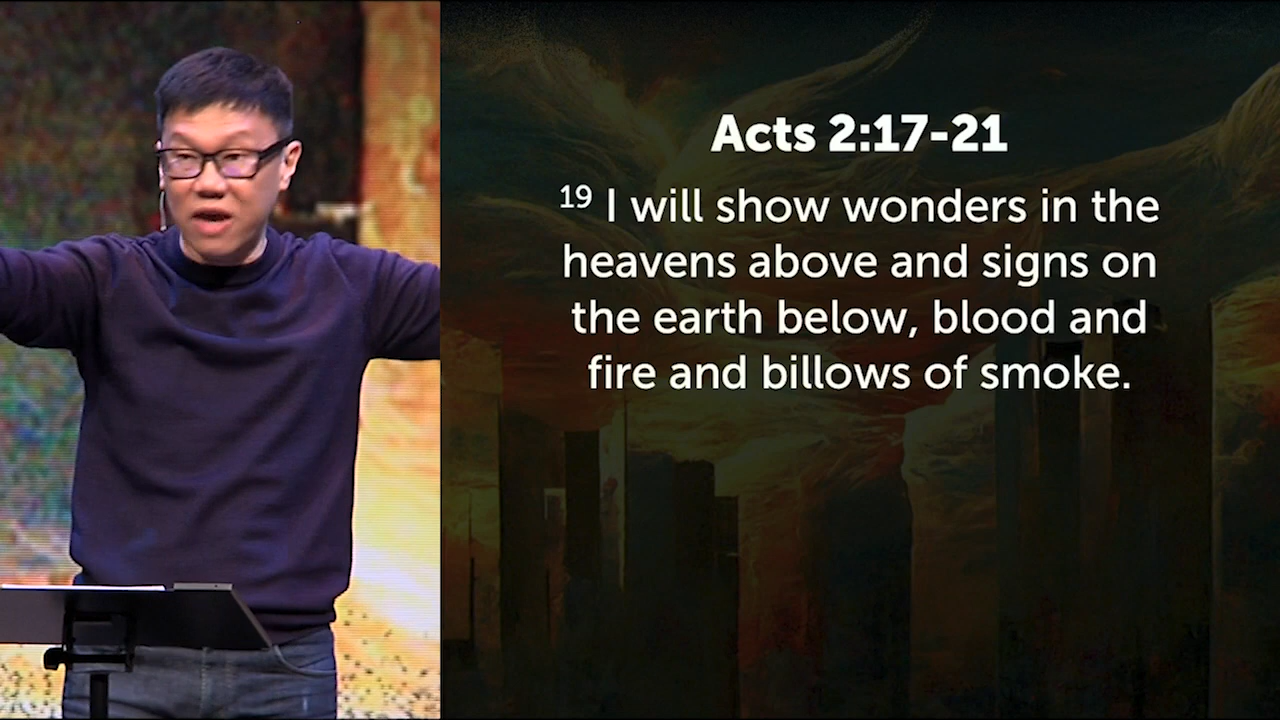 Acts 2:17-21
19 I will show wonders in the
heavens above and signs on
the earth below, blood and
fire and billows of smoke.